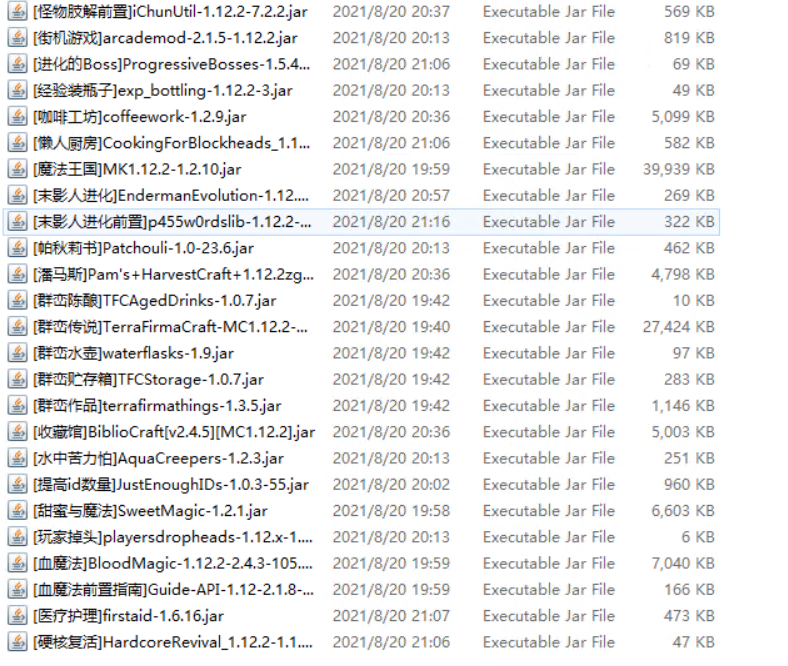 [怪物胶解前置]iChunUtil-1.12.2-7.2.2.jar 2021/8/20 20:37 Executable Jar File 569 KB
[街机游戏]arcademod-2.1.5-1.12.2.jar 2021/8/20 20:13 Executable Jar File 819 KB
[进化的Boss]ProgressiveBosses-1.5.4... 2021/8/20 21:06 Executable Jar File 69 KB
[经验装瓶子]exp_bottling-1.12.2-3.jar 2021/8/20 20:13 Executable Jar File 49 KB
[咖啡工坊]coffeework-1.2.9.jar 2021/8/20 20:36 Executable Jar File 5,099 KB
[懒人厨房]CookingForBlockheads_1.1... 2021/8/20 21:06 Executable Jar File 582 KB
[魔法王国]MK1.12.2-1.2.10.jar 2021/8/20 19:59 Executable Jar File 39,939 KB
[末影人进化]EndermanEvolution-1.12.... 2021/8/20 20:57 Executable Jar File 269 KB
[末影人进化前置]p455w0rdslib-1.12.2-... 2021/8/20 21:16 Executable Jar File 322 KB
[帕秋莉书]Patchouli-1.0-23.6.jar 2021/8/20 20:13 Executable Jar File 462 KB
[潘马斯]Pam's+HarvestCraft+1.12.2zg... 2021/8/20 20:36 Executable Jar File 4,798 KB
[群峦陈酿]TFCAgedDrinks-1.0.7.jar 2021/8/20 19:42 Executable Jar File 10 KB
[群峦传说]TerraFirmaCraft-MC1.12.2-... 2021/8/20 19:40 Executable Jar File 27,424 KB
[群峦水壶]waterflasks-1.9.jar 2021/8/20 19:42 Executable Jar File 97 KB
[群峦贮存箱]TFCStorage-1.0.7.jar 2021/8/20 19:42 Executable Jar File 283 KB
[群峦作品]terrafirmathings-1.3.5.jar 2021/8/20 19:42 Executable Jar File 1,146 KB
[收藏馆]BiblioCraft[v2.4.5][MC1.12.2].jar 2021/8/20 20:36 Executable Jar File 5,003 KB
[水中苦力怕]AquaCreepers-1.2.3.jar 2021/8/20 20:13 Executable Jar File 251 KB
[提高id数量]JustEnoughIDs-1.0.3-55.jar 2021/8/20 20:02 Executable Jar File 960 KB
[甜蜜与魔法]SweetMagic-1.2.1.jar 2021/8/20 19:58 Executable Jar File 6,603 KB
[玩家掉头]playersdropheads-1.12.x-1.... 2021/8/20 20:13 Executable Jar File 6 KB
[血魔法]BloodMagic-1.12.2-2.4.3-105.... 2021/8/20 19:59 Executable Jar File 7,040 KB
[血魔法前置指南]Guide-API-1.12-2.1.8-... 2021/8/20 19:59 Executable Jar File 166 KB
[医疗护理]firstaid-1.6.16.jar 2021/8/20 21:07 Executable Jar File 473 KB
[硬核复活]HardcoreRevival_1.12.2-1.1.... 2021/8/20 21:06 Executable Jar File 47 KB